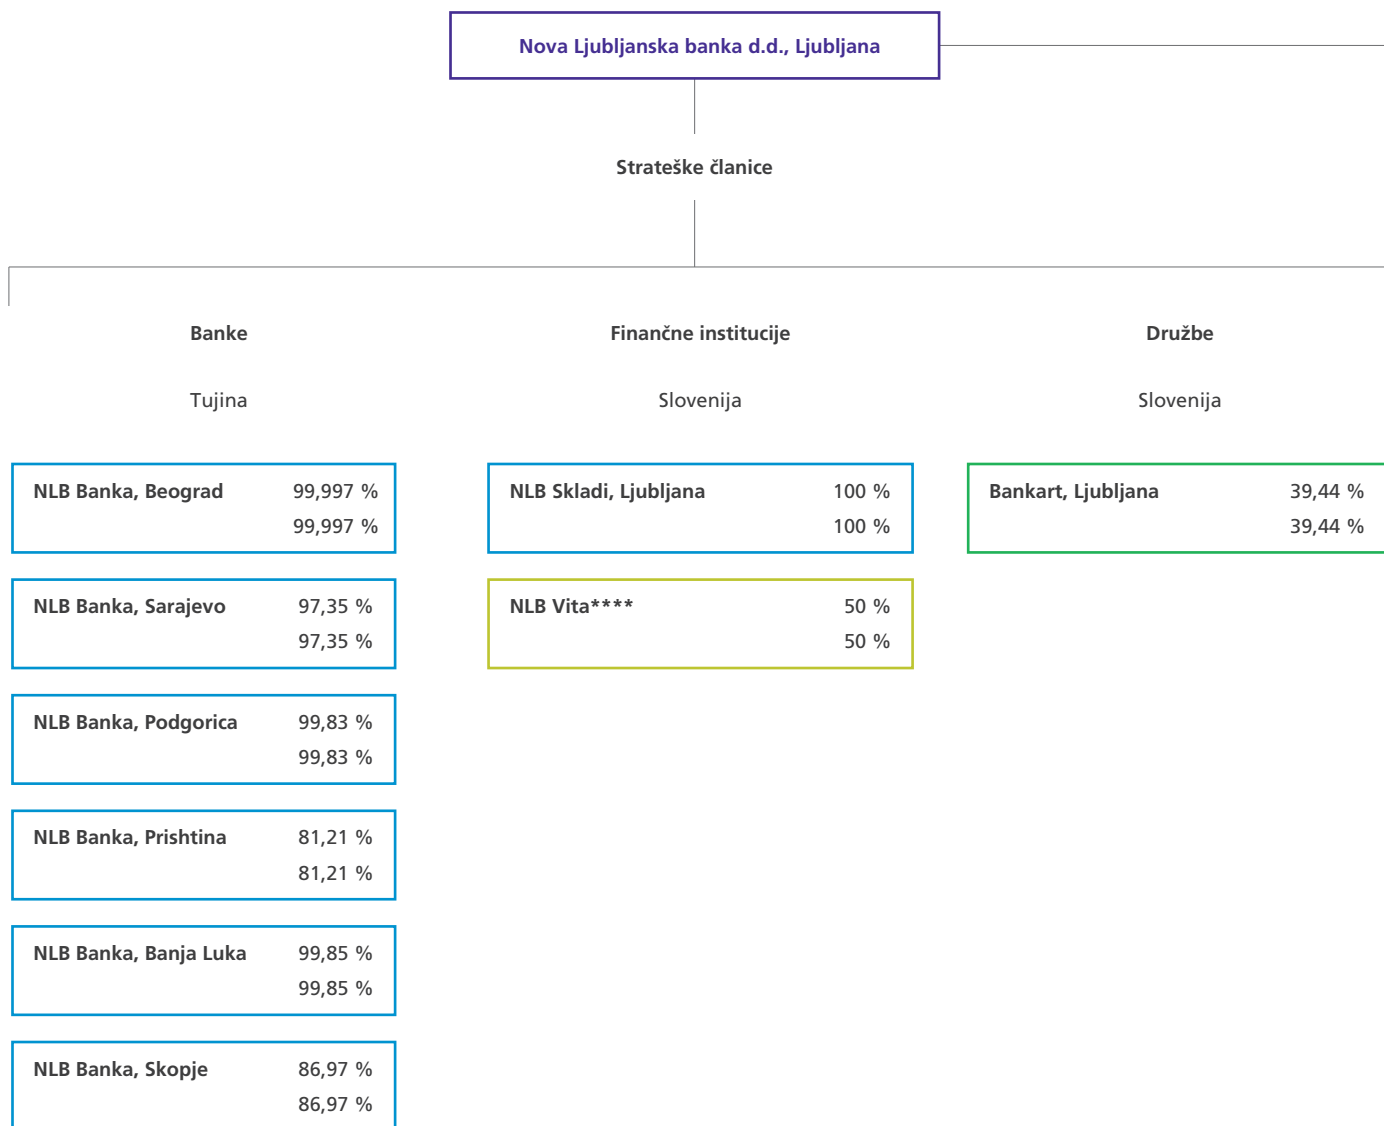 Nova Ljubljanska banka d.d., Ljubljana
Strateške članice
Banke
Finančne institucije
Družbe
Tujina
Slovenija
Slovenija
NLB Banka, Beograd 99,997 %
99,997 %
NLB Banka, Sarajevo 97,35 %
97,35 %
NLB Banka, Podgorica 99,83 %
99,83 %
NLB Banka, Prishtina 81,21 %
81,21 %
NLB Banka, Banja Luka 99,85 %
99,85 %
NLB Banka, Skopje 86,97 %
86,97 %
NLB Skladi, Ljubljana 100 %
100 %
NLB Vita**** 50 %
50 %
Bankart, Ljubljana 39,44 %
39,44 %